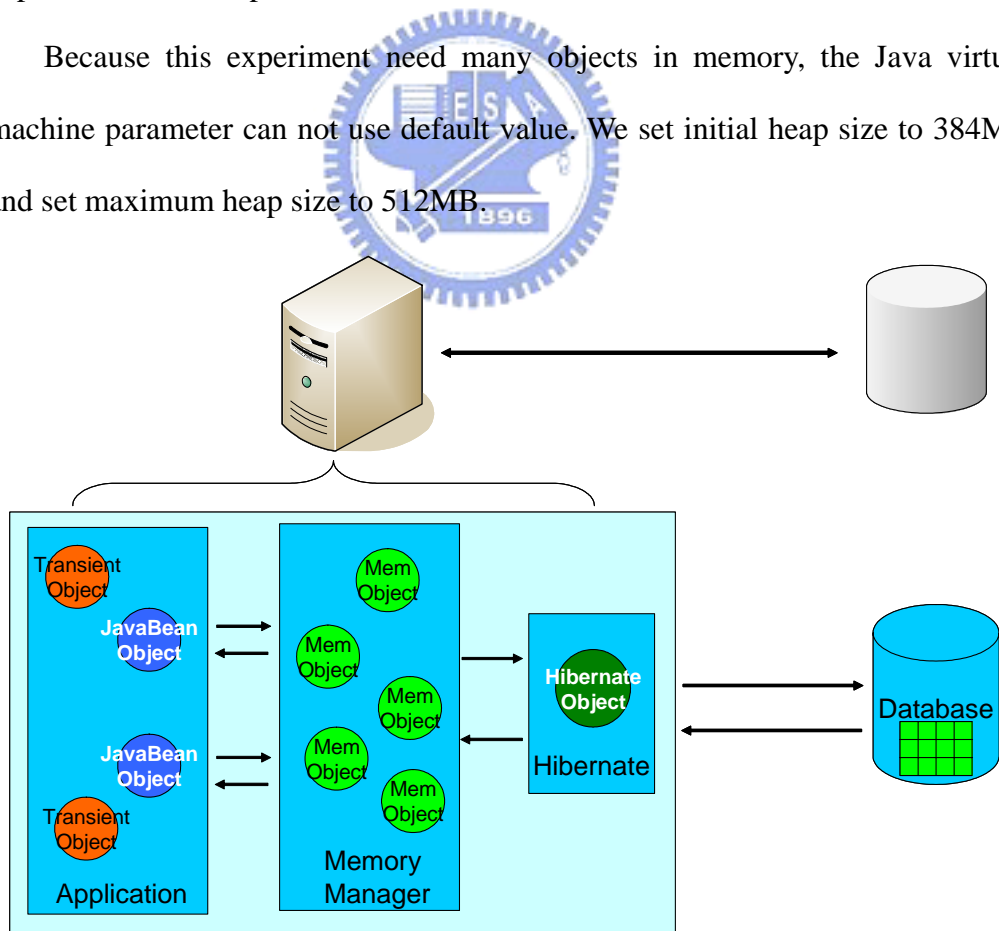 Because this experiment need many objects in memory, the Java virtu
machine parameter can not use default value. We set initial heap size to 384M
and set maximum heap size to 512MB.
E S A
1896
Transient
Object
JavaBean
Object
JavaBean
Object
Transient
Object
Application
Mem
Object
Mem
Object
Mem
Object
Mem
Object
Mem
Object
Memory
Manager
Hibernate
Object
Hibernate
Database